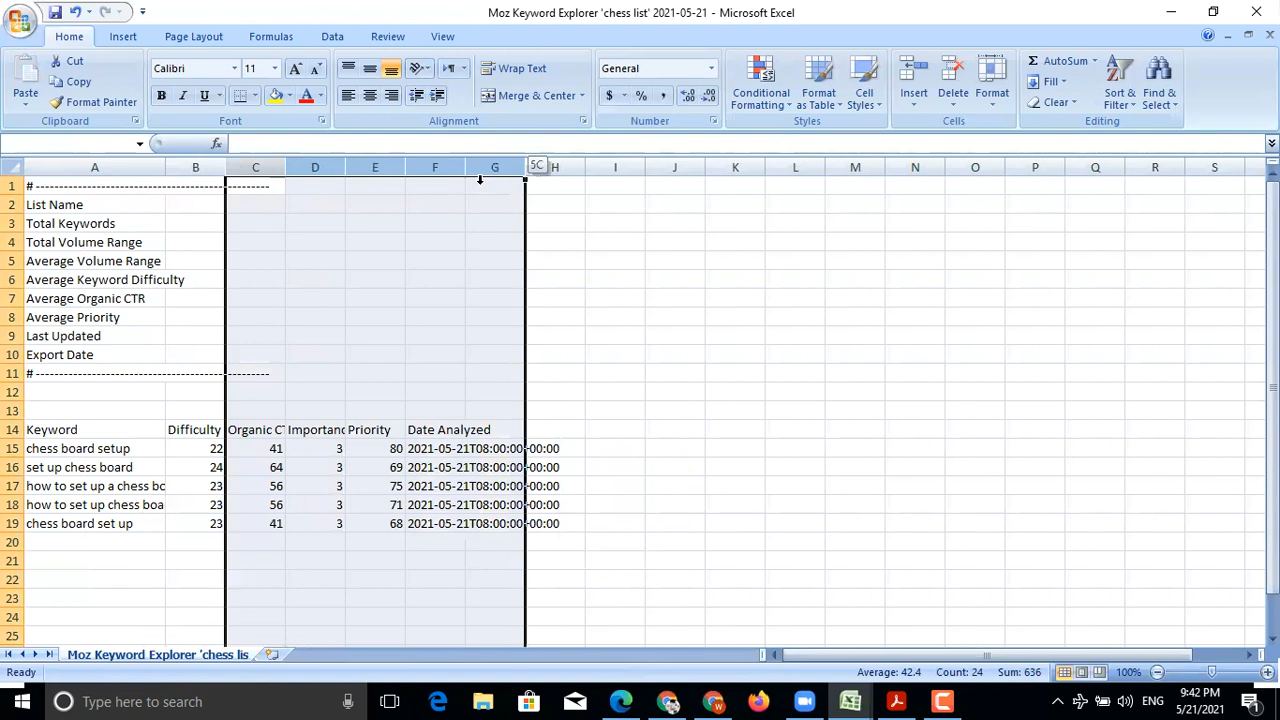 Moz Keyword Explorer 'chess list' 2021-05-21 - Microsoft Excel
Home Insert Page Layout Formulas Data Review View
Paste Cut Copy Format Painter Clipboard
Calibri 11 B I U A Font
Wrap Text Merge & Center Alignment
General $ % , Number
Conditional Formatting Format as Table Cell Styles Styles
Insert Delete Format Cells
AutoSum Fill Clear Sort & Filter Find & Select Editing
fx
5C
A B C D E F G H I J K L M N O P Q R S
1 # -----------------------------------------------------
2 List Name
3 Total Keywords
4 Total Volume Range
5 Average Volume Range
6 Average Keyword Difficulty
7 Average Organic CTR
8 Average Priority
9 Last Updated
10 Export Date
11 # -----------------------------------------------------
12
13
14 Keyword Difficulty Organic CT Importanc Priority Date Analyzed
15 chess board setup 22 41 3 80 2021-05-21T08:00:00-00:00
16 set up chess board 24 64 3 69 2021-05-21T08:00:00-00:00
17 how to set up a chess bo 23 56 3 75 2021-05-21T08:00:00-00:00
18 how to set up chess boa 23 56 3 71 2021-05-21T08:00:00-00:00
19 chess board set up 23 41 3 68 2021-05-21T08:00:00-00:00
20
21
22
23
24
25
Moz Keyword Explorer 'chess lis
Ready Average: 42.4 Count: 24 Sum: 636 100%
Type here to search ENG 9:42 PM
5/21/2021 1